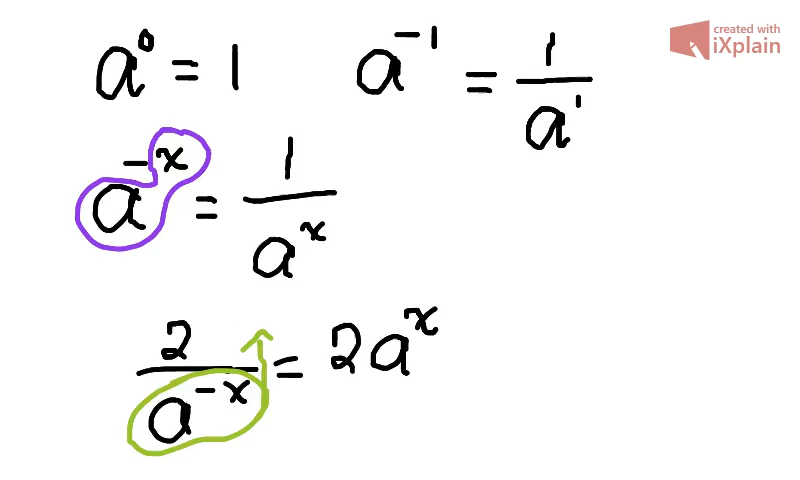 created with
iXplain
a⁰ = 1    a⁻¹ = 1/a¹
a⁻ˣ = 1/aˣ
2/a⁻ˣ = 2aˣ